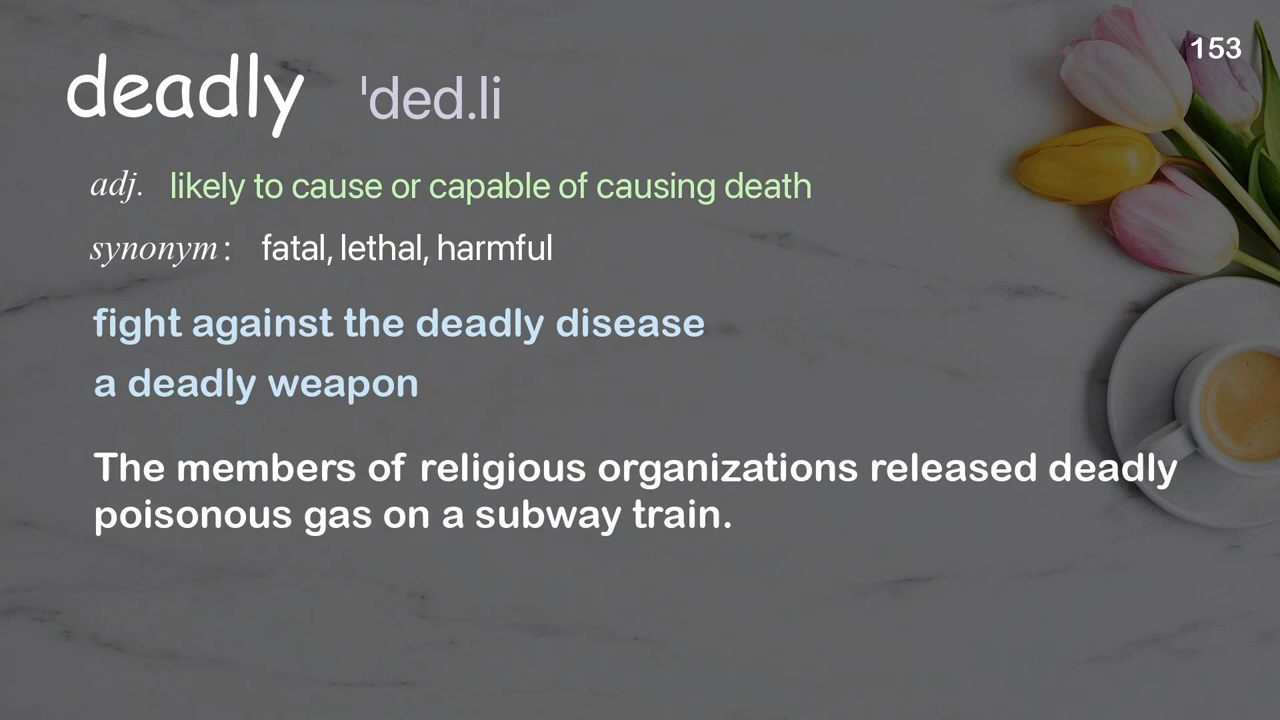 153
deadly ˈded.li
adj. likely to cause or capable of causing death
synonym: fatal, lethal, harmful
fight against the deadly disease
a deadly weapon
The members of religious organizations released deadly
poisonous gas on a subway train.